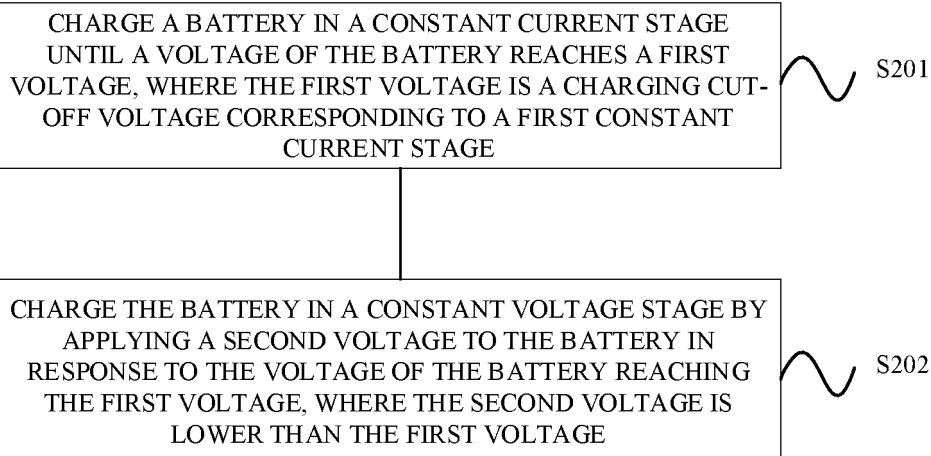 CHARGE A BATTERY IN A CONSTANT CURRENT STAGE
UNTIL A VOLTAGE OF THE BATTERY REACHES A FIRST
VOLTAGE, WHERE THE FIRST VOLTAGE IS A CHARGING CUT-
OFF VOLTAGE CORRESPONDING TO A FIRST CONSTANT
CURRENT STAGE
S201
CHARGE THE BATTERY IN A CONSTANT VOLTAGE STAGE BY
APPLYING A SECOND VOLTAGE TO THE BATTERY IN
RESPONSE TO THE VOLTAGE OF THE BATTERY REACHING
THE FIRST VOLTAGE, WHERE THE SECOND VOLTAGE IS
LOWER THAN THE FIRST VOLTAGE
S202